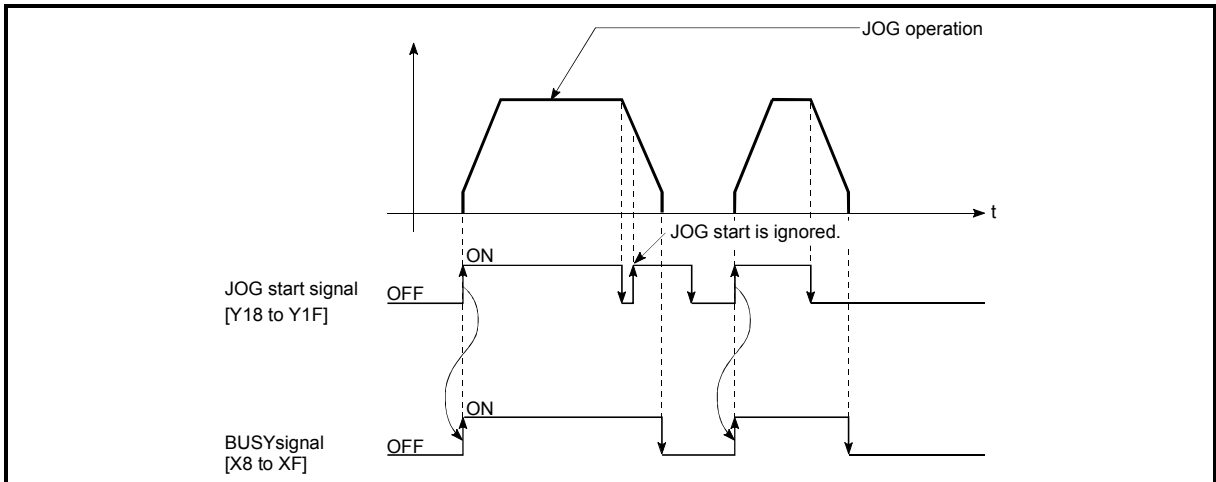 JOG operation
t
JOG start is ignored.
ON
JOG start signal
[Y18 to Y1F]
OFF
ON
BUSYsignal
[X8 to XF]
OFF